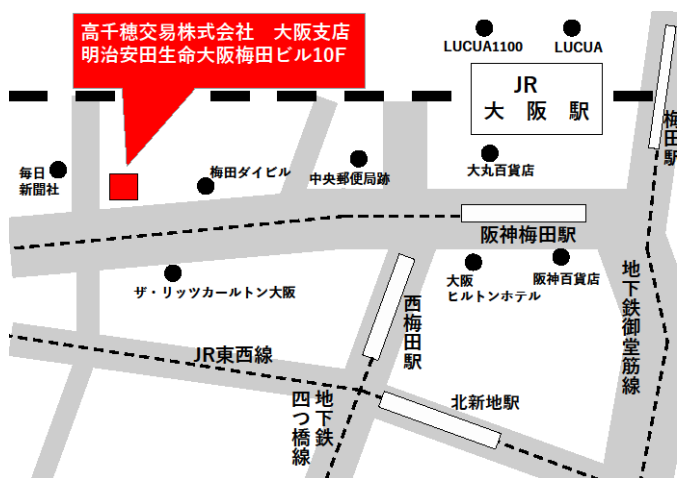 高千穂交易株式会社　大阪支店
明治安田生命大阪梅田ビル10F
LUCUA1100
LUCUA
JR
大　阪　駅
梅田駅
毎日
新聞社
梅田ダイビル
中央郵便局跡
大丸百貨店
阪神梅田駅
ザ・リッツカールトン大阪
西梅田駅
大阪
ヒルトンホテル
阪神百貨店
地下鉄御堂筋線
JR東西線
地下鉄
四つ橋線
北新地駅